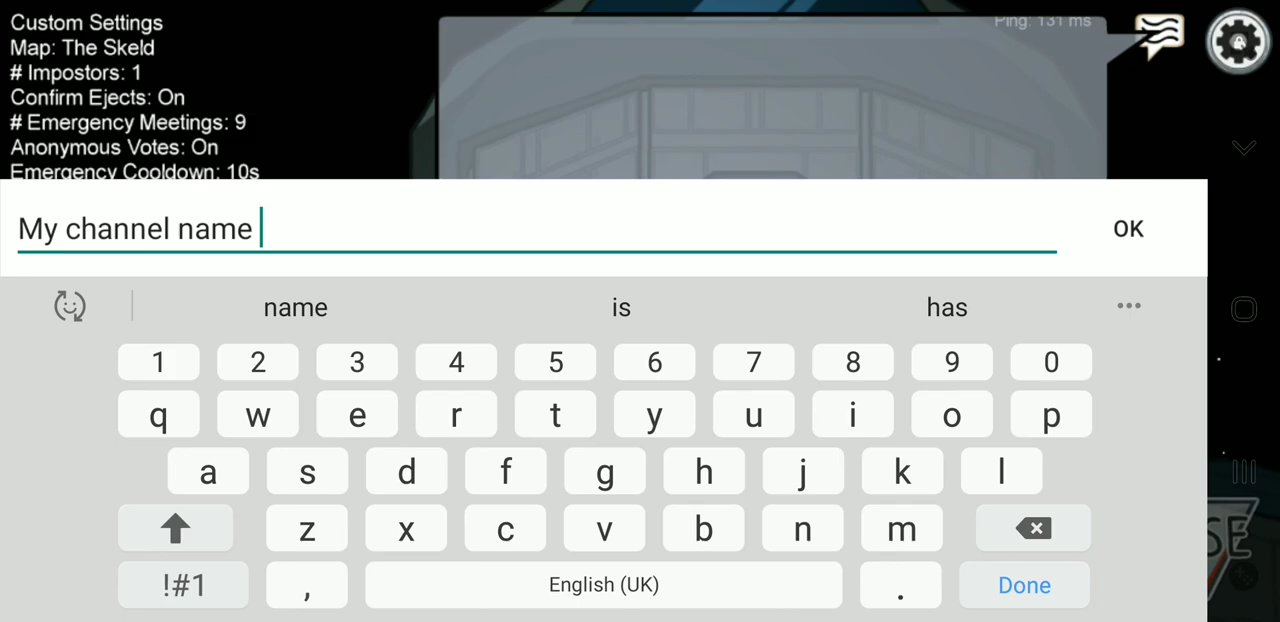 Custom Settings
Map: The Skeld
# Impostors: 1
Confirm Ejects: On
# Emergency Meetings: 9
Anonymous Votes: On
Emergency Cooldown: 10s
Ping: 131 ms
My channel name
OK
name is has
1 2 3 4 5 6 7 8 9 0
q w e r t y u i o p
a s d f g h j k l
z x c v b n m
!#1 , English (UK) . Done
SE